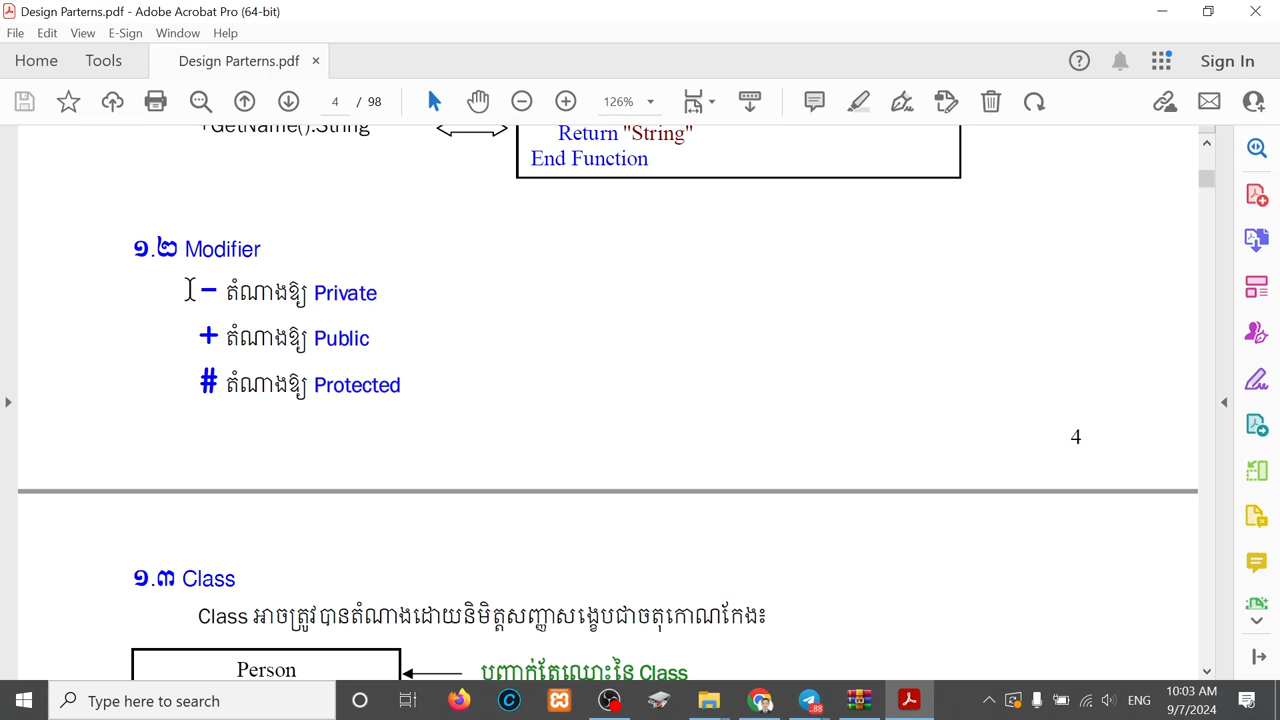 Design Parterns.pdf - Adobe Acrobat Pro (64-bit)
File Edit View E-Sign Window Help
Home Tools Design Parterns.pdf × Sign In
4 / 98 126%
+GetName():String
Return "String"
End Function
១.២ Modifier
– តំណាងឱ្យ Private
+ តំណាងឱ្យ Public
# តំណាងឱ្យ Protected
4
១.៣ Class
Class អាចត្រូវបានតំណាងដោយនិមិត្តសញ្ញាសង្ខេបជាចតុកោណកែង៖
Person
បញ្ជាក់តែឈោះនៃ Class
Type here to search
.88
ENG
10:03 AM
9/7/2024